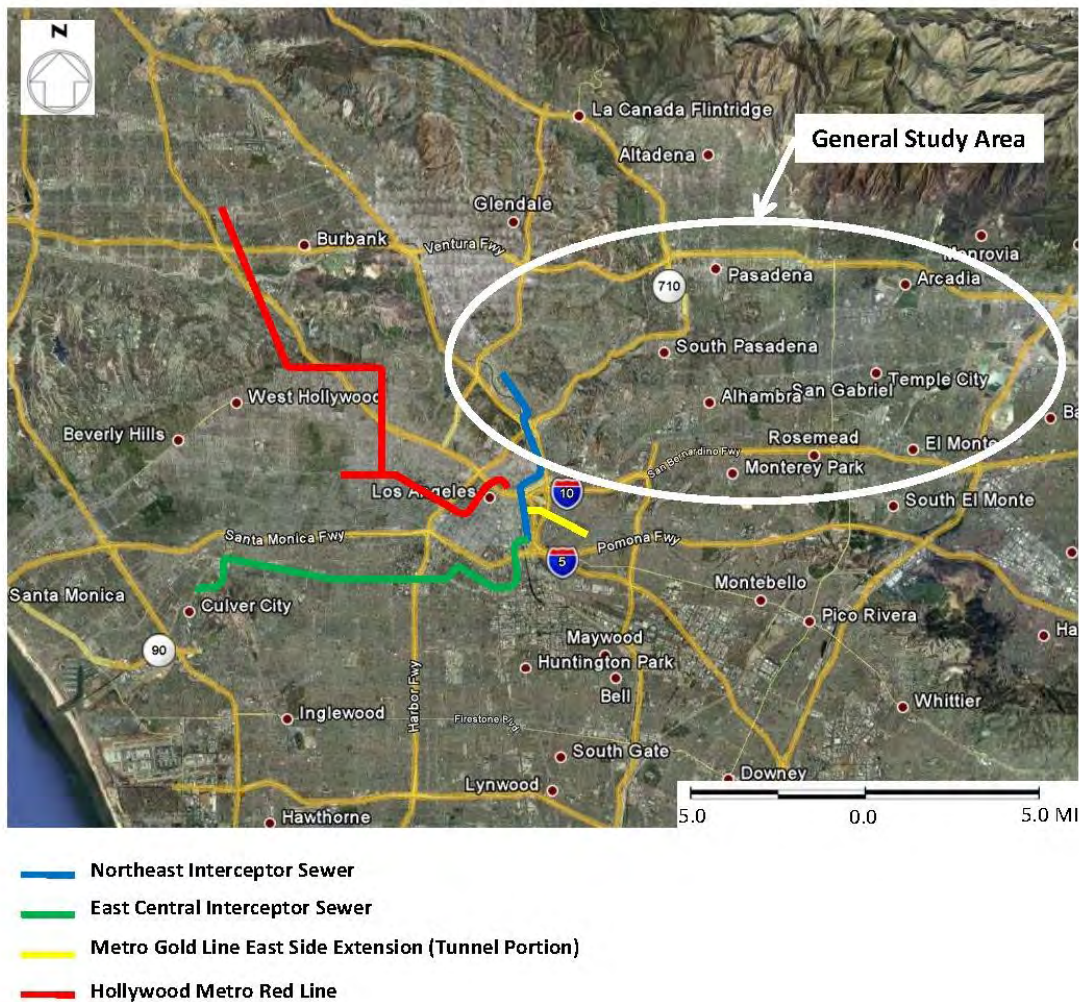 N
La Canada Flintridge
General Study Area
Altadena
Glendale
Burbank
Ventura Fwy
Monrovia
Pasadena
Arcadia
710
South Pasadena
West Hollywood
Alhambra
San Gabriel
Temple City
Beverly Hills
Rosemead
El Monte
San Bernardino Fwy
Monterey Park
Los Angeles
10
South El Monte
Santa Monica Fwy
Pomona Fwy
5
Santa Monica
Culver City
Montebello
Pico Rivera
90
Maywood
Huntington Park
Bell
Harbor Fwy
Whittier
Inglewood
Firestone Blvd
South Gate
Downey
Lynwood
Hawthorne
5.0 0.0 5.0 MI
Northeast Interceptor Sewer
East Central Interceptor Sewer
Metro Gold Line East Side Extension (Tunnel Portion)
Hollywood Metro Red Line